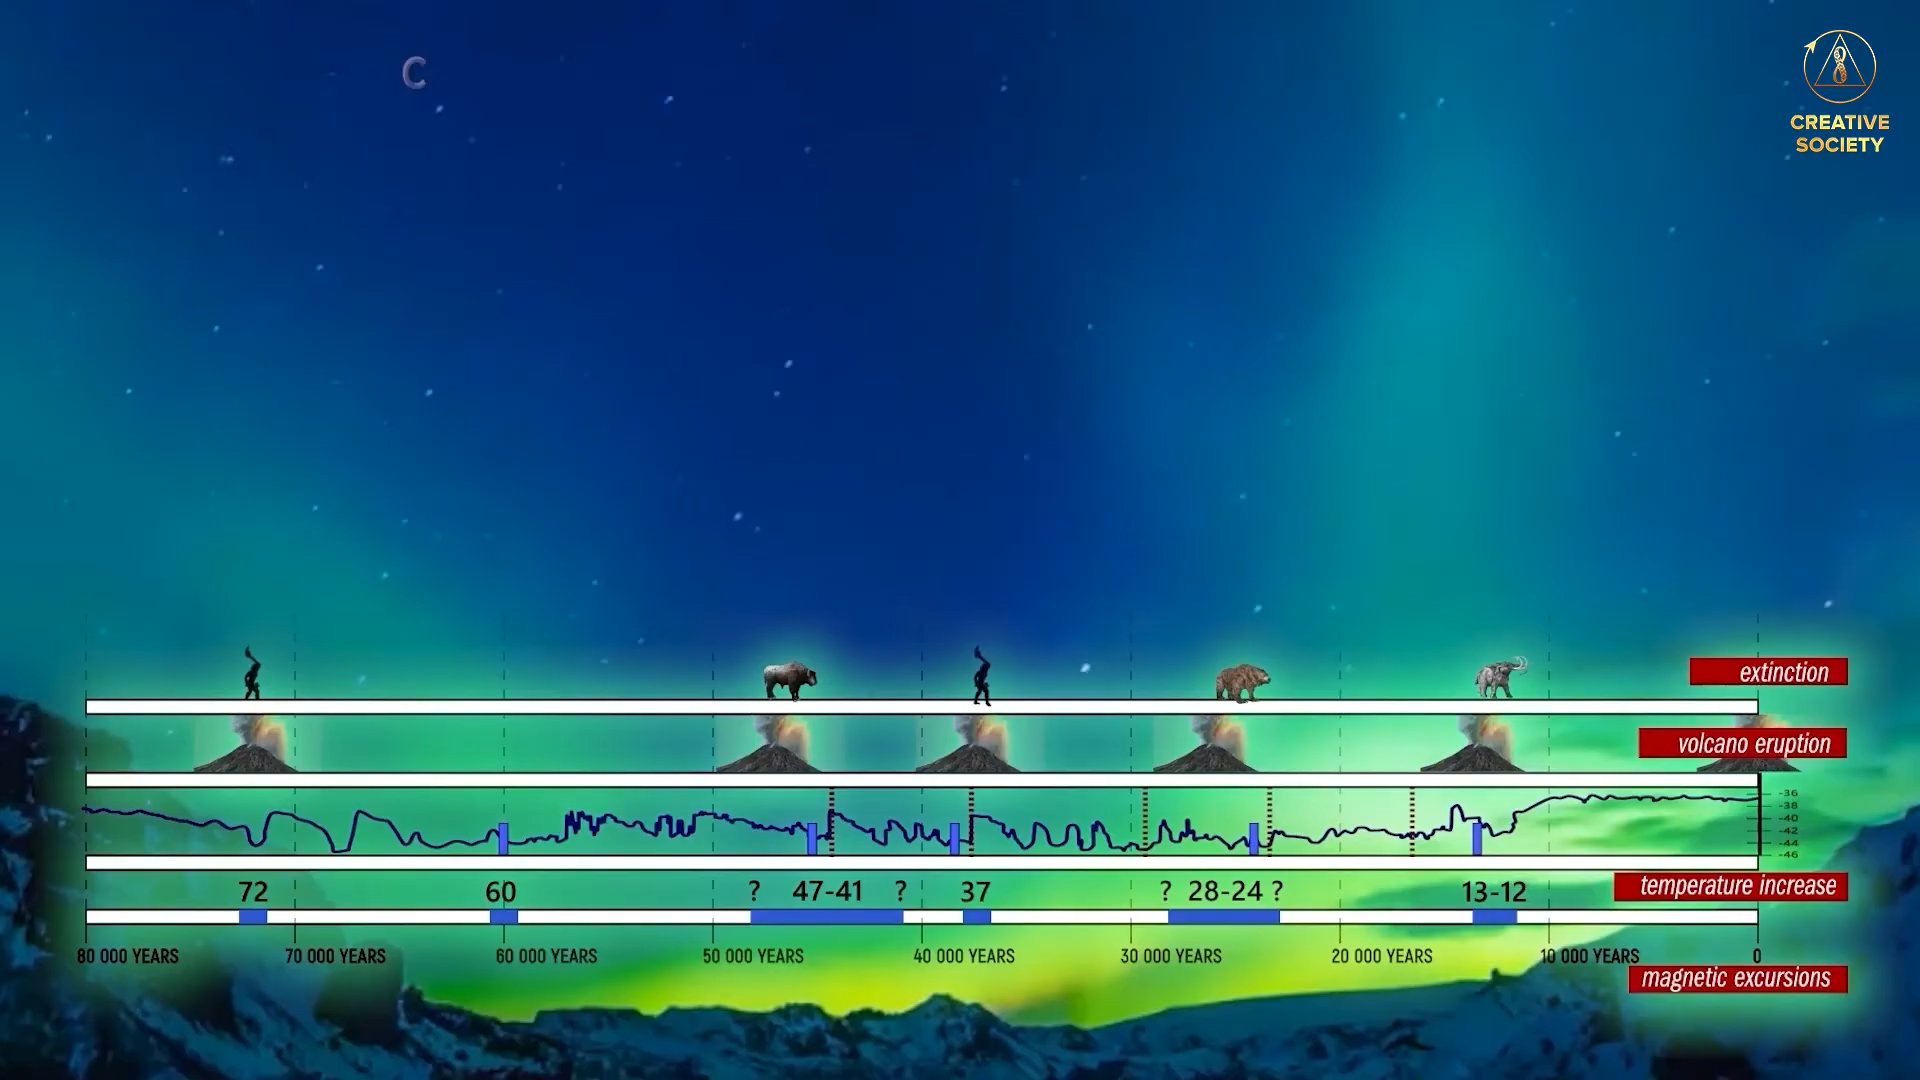 C
CREATIVE
SOCIETY
extinction
volcano eruption
-36
-38
-40
-42
-44
-46
72
60
? 47-41 ?
37
? 28-24 ?
13-12
temperature increase
80 000 YEARS
70 000 YEARS
60 000 YEARS
50 000 YEARS
40 000 YEARS
30 000 YEARS
20 000 YEARS
10 000 YEARS
0
magnetic excursions